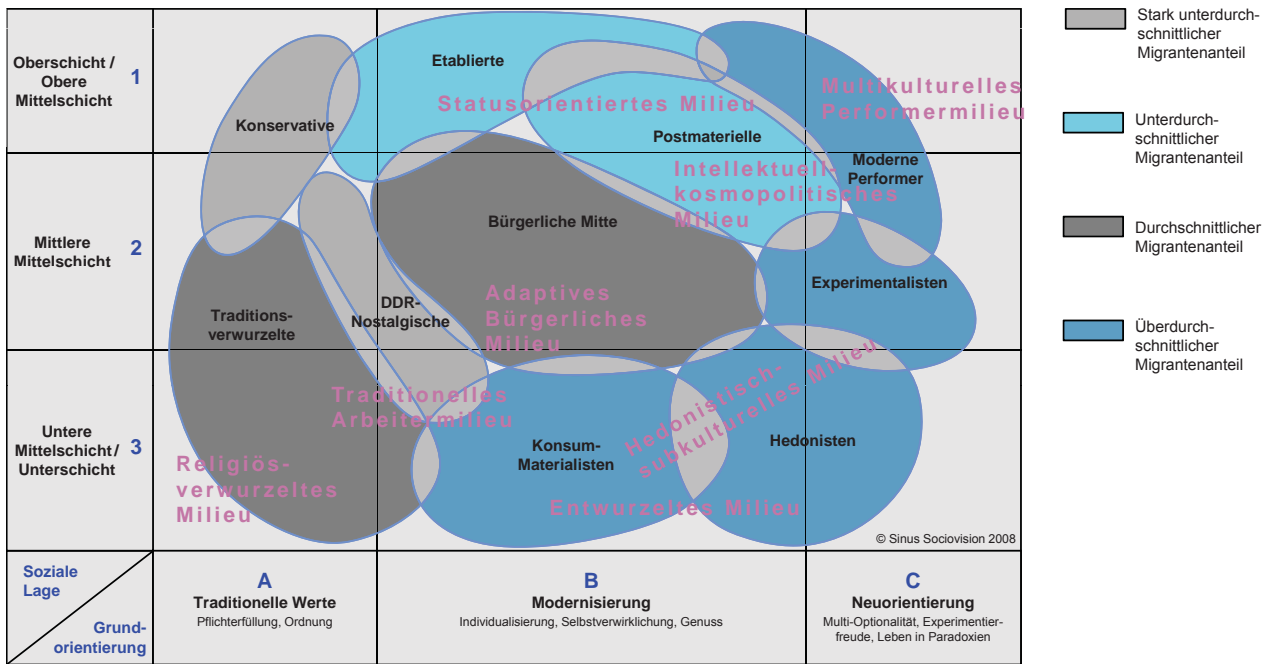 Oberschicht /
Obere
Mittelschicht
1
Mittlere
Mittelschicht
2
Untere
Mittelschicht /
Unterschicht
3
Etablierte
Statusorientiertes Milieu
Konservative
Postmaterielle
Multikulturelles
Performermilieu
Moderne
Performer
Intellektuell-
kosmopolitisches
Milieu
Bürgerliche Mitte
Adaptives
Bürgerliches
Milieu
Experimentalisten
Traditions-
verwurzelte
DDR-
Nostalgische
Traditionelles
Arbeitermilieu
Religiös-
verwurzeltes
Milieu
Konsum-
Materialisten
Hedonistisch-
subkulturelles Milieu
Hedonisten
Entwurzeltes Milieu
© Sinus Sociovision 2008
Soziale
Lage
Grund-
orientierung
A
Traditionelle Werte
Pflichterfüllung, Ordnung
B
Modernisierung
Individualisierung, Selbstverwirklichung, Genuss
C
Neuorientierung
Multi-Optionalität, Experimentier-
freude, Leben in Paradoxien
Stark unterdurch-
schnittlicher
Migrantenanteil
Unterdurch-
schnittlicher
Migrantenanteil
Durchschnittlicher
Migrantenanteil
Überdurch-
schnittlicher
Migrantenanteil